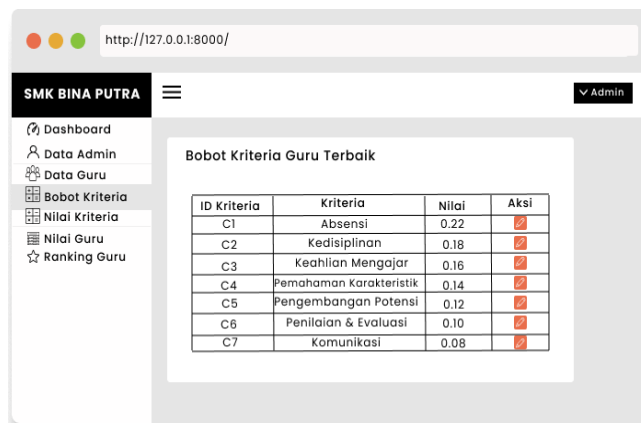 http://127.0.0.1:8000/
SMK BINA PUTRA
Admin
Dashboard
Data Admin
Data Guru
Bobot Kriteria
Nilai Kriteria
Nilai Guru
Ranking Guru
Bobot Kriteria Guru Terbaik
ID Kriteria Kriteria Nilai Aksi
C1 Absensi 0.22
C2 Kedisiplinan 0.18
C3 Keahlian Mengajar 0.16
C4 Pemahaman Karakteristik 0.14
C5 Pengembangan Potensi 0.12
C6 Penilaian & Evaluasi 0.10
C7 Komunikasi 0.08